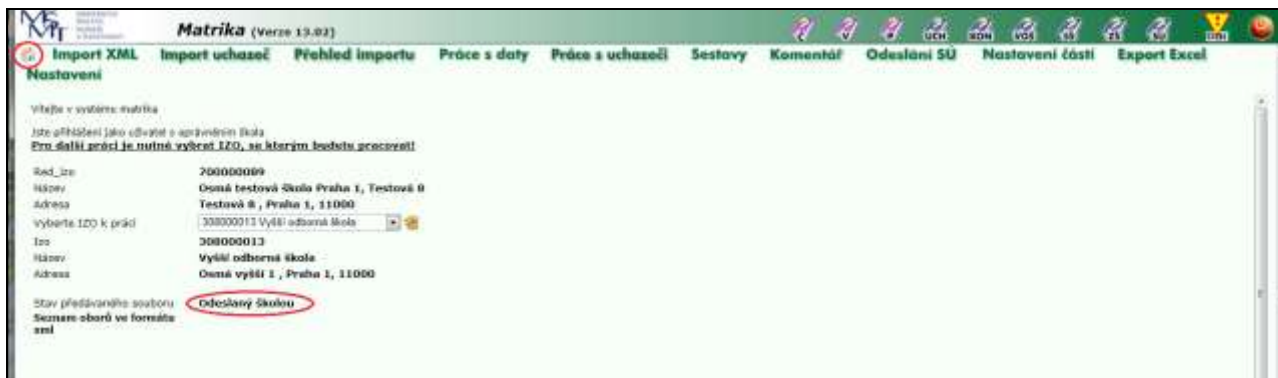 Matrika (Verze 13.02)
Import XML Import uchazeč Přehled importu Práce s daty Práce s uchazeči Sestavy Komentář Odeslání SÚ Nastavení části Export Excel
Nastavení
Vítejte v systému matrika
Jste přihlášeni jako uživatel s oprávněním škola
Pro další práci je nutné vybrat IZO, se kterým budete pracovat!
Red_izo 700000089
Název Osmá testová škola Praha 1, Testová 8
Adresa Testová 8 , Praha 1, 11000
Vyberte IZO k práci 308000013 Vyšší odborná škola
Izo 308000013
Název Vyšší odborná škola
Adresa Osmá vyšší 1 , Praha 1, 11000
Stav předávaného souboru Odeslaný školou
Seznam oborů ve formátu
xml